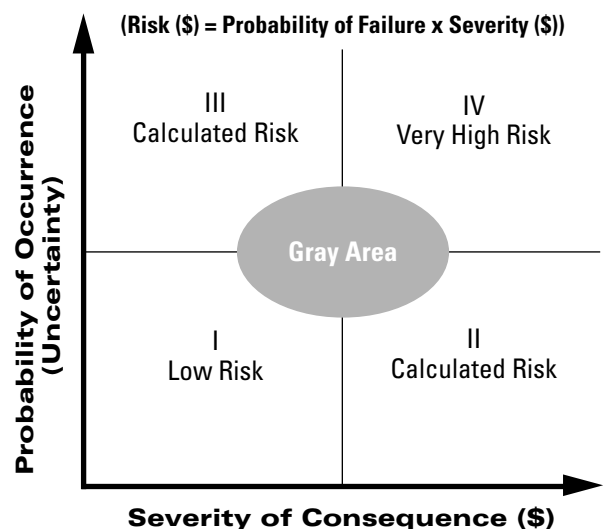 (Risk ($) = Probability of Failure x Severity ($))
III
Calculated Risk
IV
Very High Risk
Gray Area
I
Low Risk
II
Calculated Risk
Probability of Occurrence
(Uncertainty)
Severity of Consequence ($)